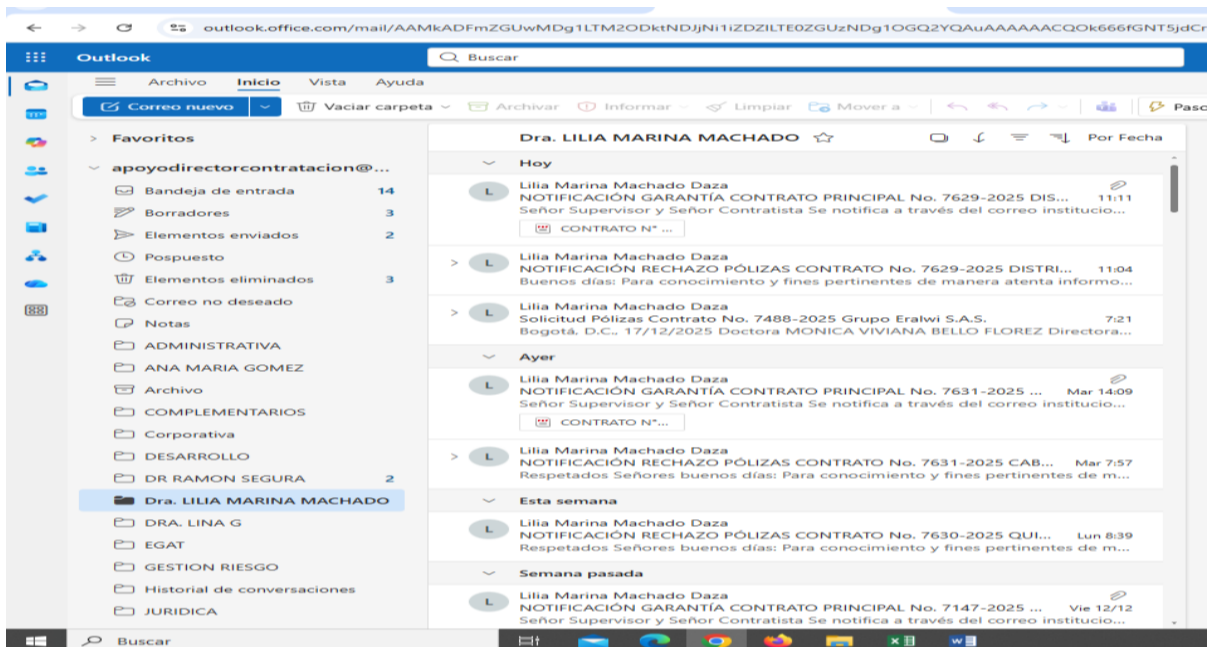 outlook.office.com/mail/AAMkADFmZGUwMDg1LTM2ODktNDJjNi1iZDZILTE0ZGUzNDg1OGQ2YQAuAAAAAACQOk666fGNT5jdCr
Outlook
Buscar
Archivo Inicio Vista Ayuda
Correo nuevo Vaciar carpeta Archivar Informar Limpiar Mover a Paso
Favoritos
apoyodirectorcontratacion@...
Bandeja de entrada 14
Borradores 3
Elementos enviados 2
Pospuesto
Elementos eliminados 3
Correo no deseado
Notas
ADMINISTRATIVA
ANA MARIA GOMEZ
Archivo
COMPLEMENTARIOS
Corporativa
DESARROLLO
DR RAMON SEGURA 2
Dra. LILIA MARINA MACHADO
DRA. LINA G
EGAT
GESTION RIESGO
Historial de conversaciones
JURIDICA
Dra. LILIA MARINA MACHADO Por Fecha
Hoy
L
Lilia Marina Machado Daza
NOTIFICACIÓN GARANTÍA CONTRATO PRINCIPAL No. 7629-2025 DIS... 11:11
Señor Supervisor y Señor Contratista Se notifica a través del correo institucio...
CONTRATO N° ...
L
Lilia Marina Machado Daza
NOTIFICACIÓN RECHAZO PÓLIZAS CONTRATO No. 7629-2025 DISTRI... 11:04
Buenos días: Para conocimiento y fines pertinentes de manera atenta informo...
L
Lilia Marina Machado Daza
Solicitud Pólizas Contrato No. 7488-2025 Grupo Eralwi S.A.S. 7:21
Bogotá, D.C., 17/12/2025 Doctora MONICA VIVIANA BELLO FLOREZ Directora...
Ayer
L
Lilia Marina Machado Daza
NOTIFICACIÓN GARANTÍA CONTRATO PRINCIPAL No. 7631-2025 ... Mar 14:09
Señor Supervisor y Señor Contratista Se notifica a través del correo institucio...
CONTRATO N°...
L
Lilia Marina Machado Daza
NOTIFICACIÓN RECHAZO PÓLIZAS CONTRATO No. 7631-2025 CAB... Mar 7:57
Respetados Señores buenos días: Para conocimiento y fines pertinentes de m...
Esta semana
L
Lilia Marina Machado Daza
NOTIFICACIÓN RECHAZO PÓLIZAS CONTRATO No. 7630-2025 QUI... Lun 8:39
Respetados Señores buenos días: Para conocimiento y fines pertinentes de m...
Semana pasada
L
Lilia Marina Machado Daza
NOTIFICACIÓN GARANTÍA CONTRATO PRINCIPAL No. 7147-2025 ... Vie 12/12
Señor Supervisor y Señor Contratista Se notifica a través del correo institucio...
Buscar